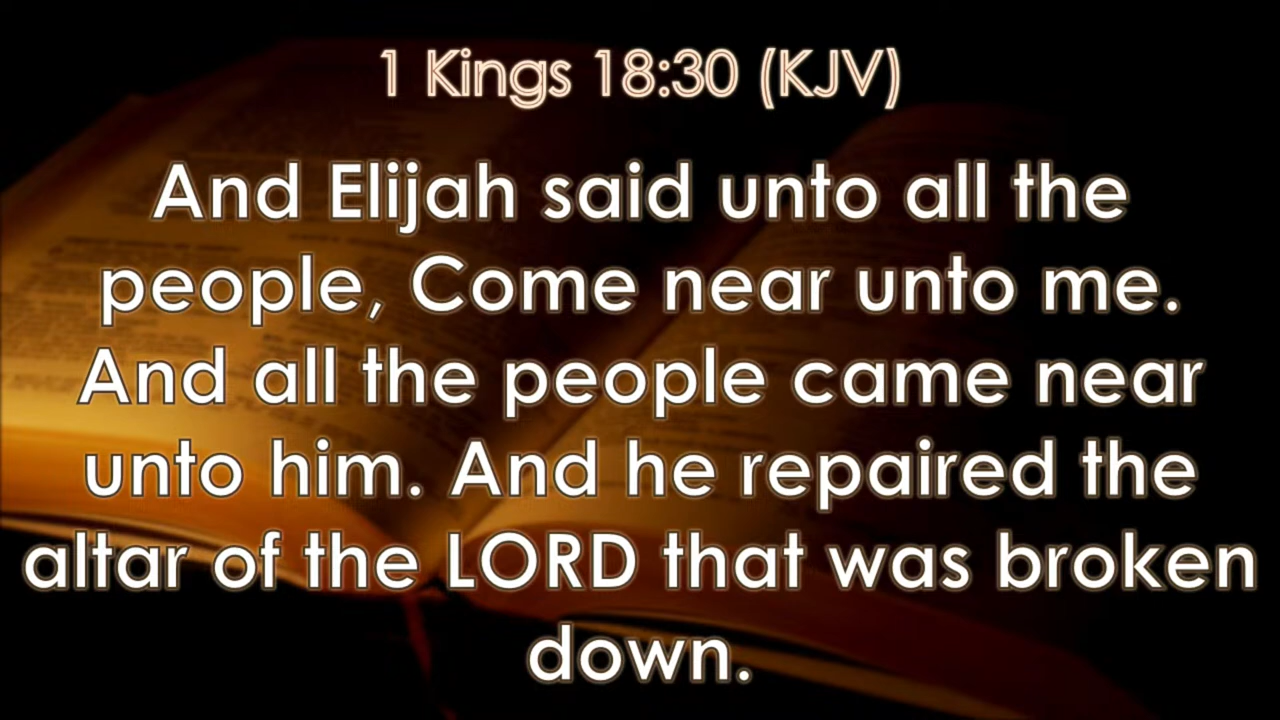 1 Kings 18:30 (KJV)
And Elijah said unto all the
people, Come near unto me.
And all the people came near
unto him. And he repaired the
altar of the LORD that was broken
down.